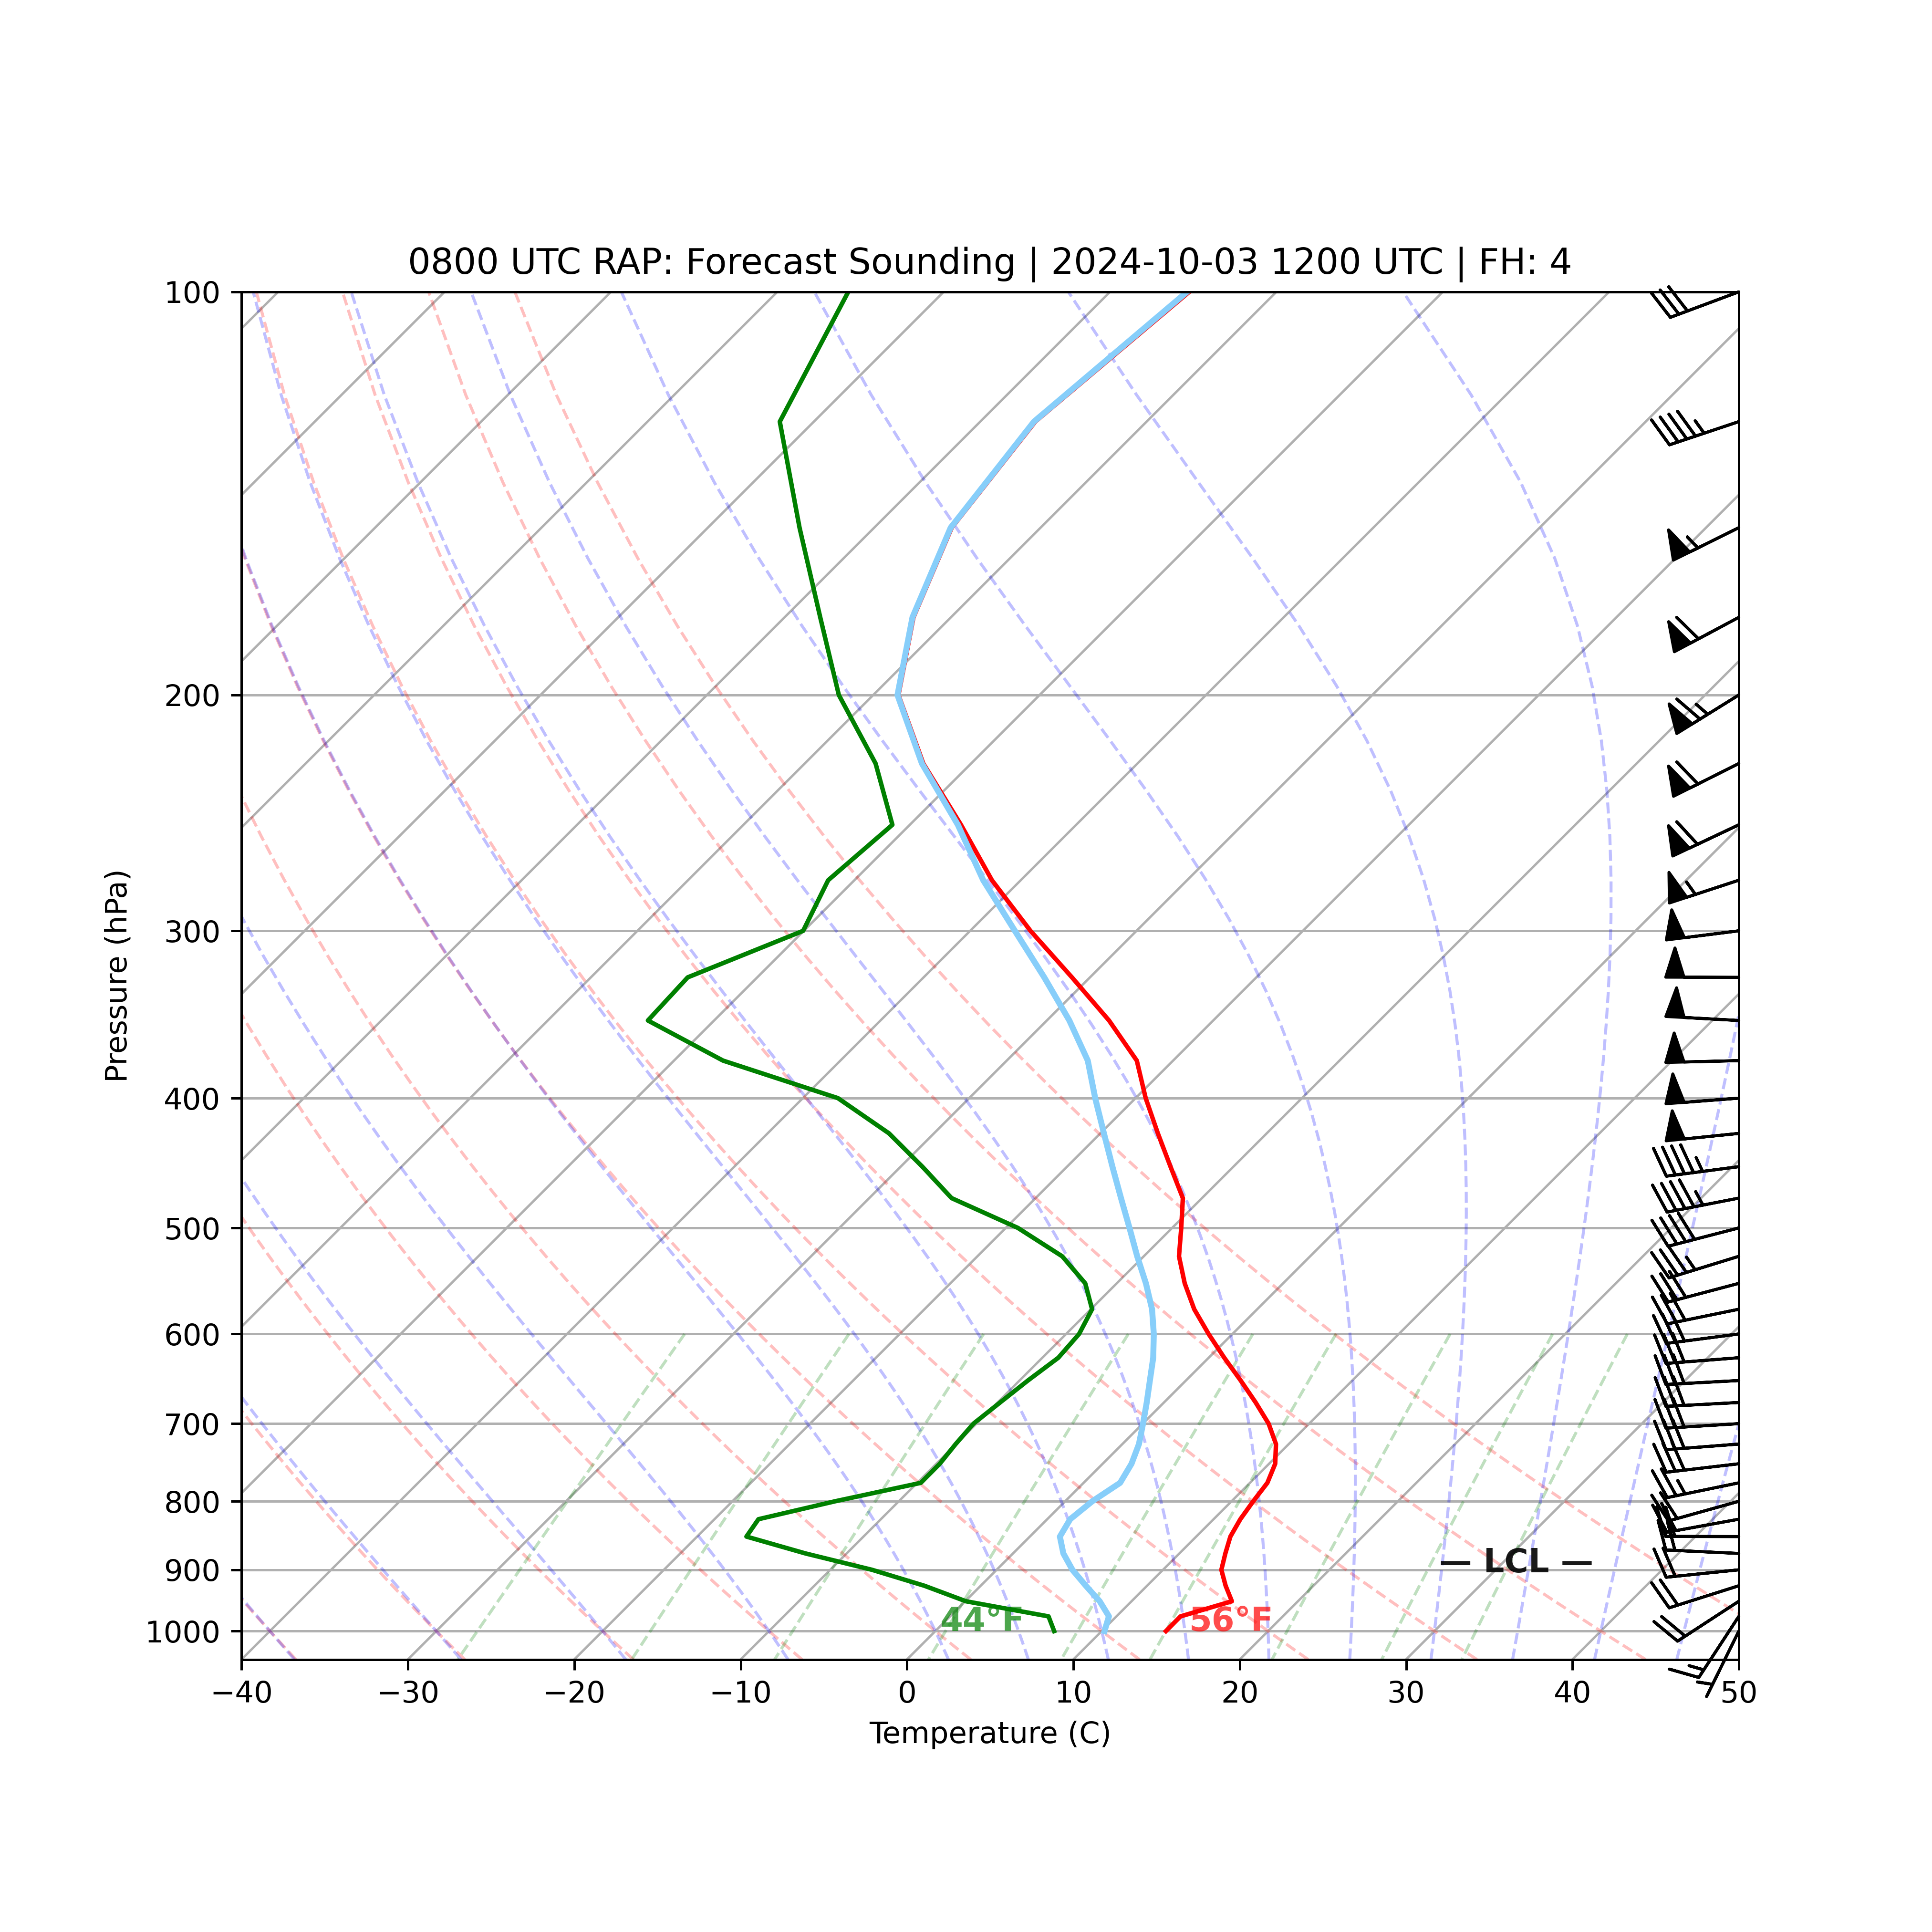 0800 UTC RAP: Forecast Sounding | 2024-10-03 1200 UTC | FH: 4
100
200
300
400
500
600
700
800
900
1000
Pressure (hPa)
— LCL —
44°F
56°F
−40 −30 −20 −10 0 10 20 30 40 50
Temperature (C)